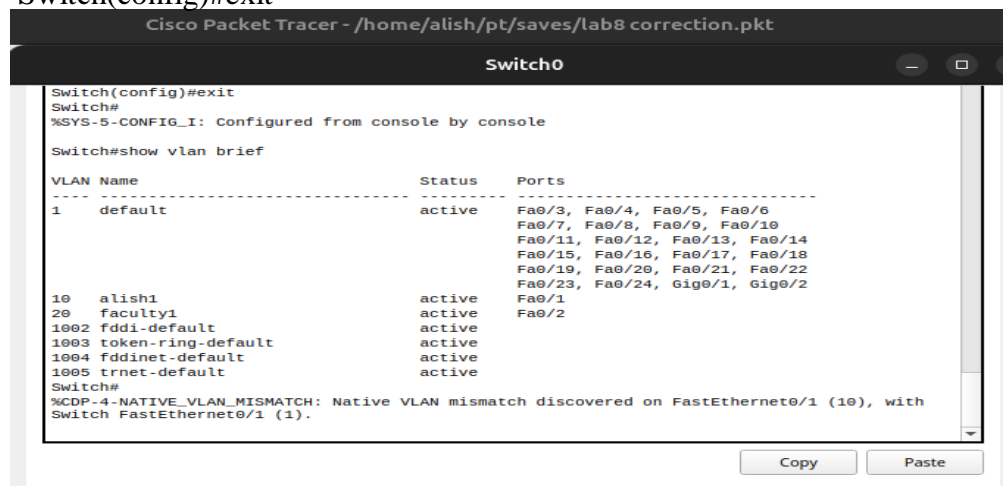 Switch(config)#exit
Cisco Packet Tracer - /home/alish/pt/saves/lab8 correction.pkt
Switch0
Switch(config)#exit
Switch#
%SYS-5-CONFIG_I: Configured from console by console
Switch#show vlan brief
VLAN Name Status Ports
---- -------------------------------- --------- -------------------------------
1 default active Fa0/3, Fa0/4, Fa0/5, Fa0/6
Fa0/7, Fa0/8, Fa0/9, Fa0/10
Fa0/11, Fa0/12, Fa0/13, Fa0/14
Fa0/15, Fa0/16, Fa0/17, Fa0/18
Fa0/19, Fa0/20, Fa0/21, Fa0/22
Fa0/23, Fa0/24, Gig0/1, Gig0/2
10 alish1 active Fa0/1
20 faculty1 active Fa0/2
1002 fddi-default active
1003 token-ring-default active
1004 fddinet-default active
1005 trnet-default active
Switch#
%CDP-4-NATIVE_VLAN_MISMATCH: Native VLAN mismatch discovered on FastEthernet0/1 (10), with
Switch FastEthernet0/1 (1).
Copy Paste